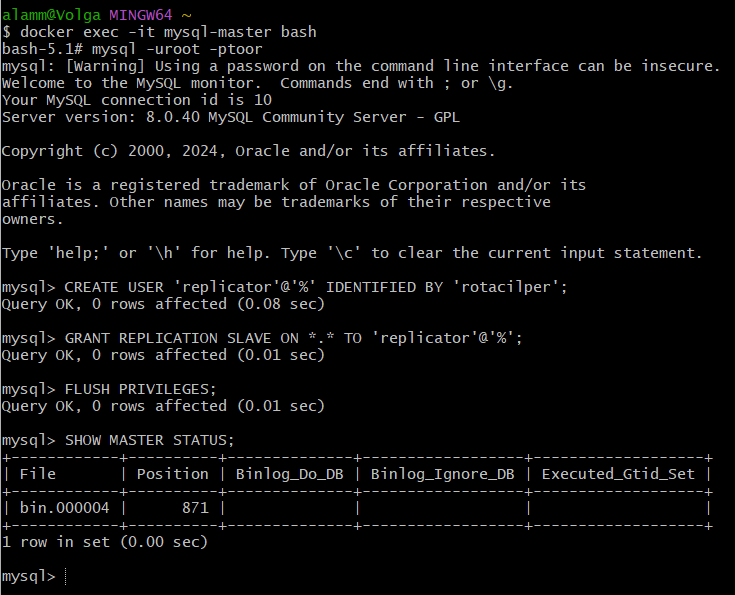 alamm@Volga MINGW64 ~
$ docker exec -it mysql-master bash
bash-5.1# mysql -uroot -ptoor
mysql: [Warning] Using a password on the command line interface can be insecure.
Welcome to the MySQL monitor.  Commands end with ; or \g.
Your MySQL connection id is 10
Server version: 8.0.40 MySQL Community Server - GPL

Copyright (c) 2000, 2024, Oracle and/or its affiliates.

Oracle is a registered trademark of Oracle Corporation and/or its
affiliates. Other names may be trademarks of their respective
owners.

Type 'help;' or '\h' for help. Type '\c' to clear the current input statement.

mysql> CREATE USER 'replicator'@'%' IDENTIFIED BY 'rotacilper';
Query OK, 0 rows affected (0.08 sec)

mysql> GRANT REPLICATION SLAVE ON *.* TO 'replicator'@'%';
Query OK, 0 rows affected (0.01 sec)

mysql> FLUSH PRIVILEGES;
Query OK, 0 rows affected (0.01 sec)

mysql> SHOW MASTER STATUS;
+------------+----------+--------------+------------------+-------------------+
| File       | Position | Binlog_Do_DB | Binlog_Ignore_DB | Executed_Gtid_Set |
+------------+----------+--------------+------------------+-------------------+
| bin.000004 |      871 |              |                  |                   |
+------------+----------+--------------+------------------+-------------------+
1 row in set (0.00 sec)

mysql>